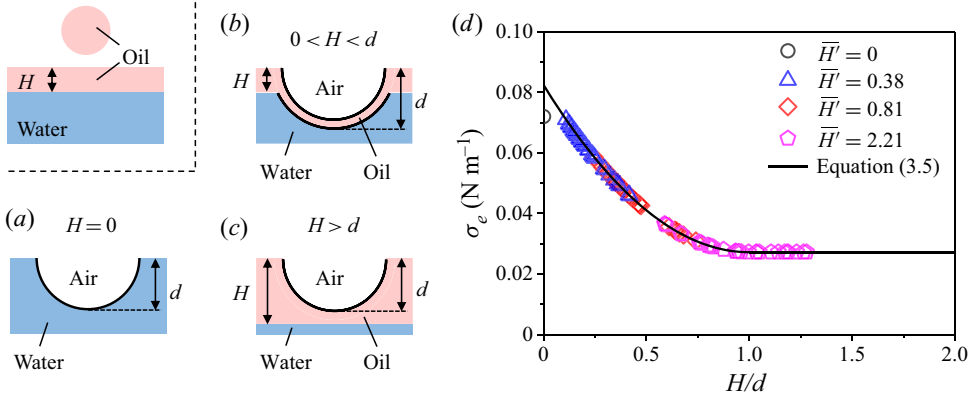 Oil
H
Water
(a)
H = 0
Air
d
Water
(b)
0 < H < d
H
Air
d
Water
Oil
(c)
H > d
H
Air
d
Water
Oil
(d)
0.10
0.08
0.06
0.04
0.02
0
σe (N m−1)
H̅′ = 0
H̅′ = 0.38
H̅′ = 0.81
H̅′ = 2.21
Equation (3.5)
0 0.5 1.0 1.5 2.0
H/d